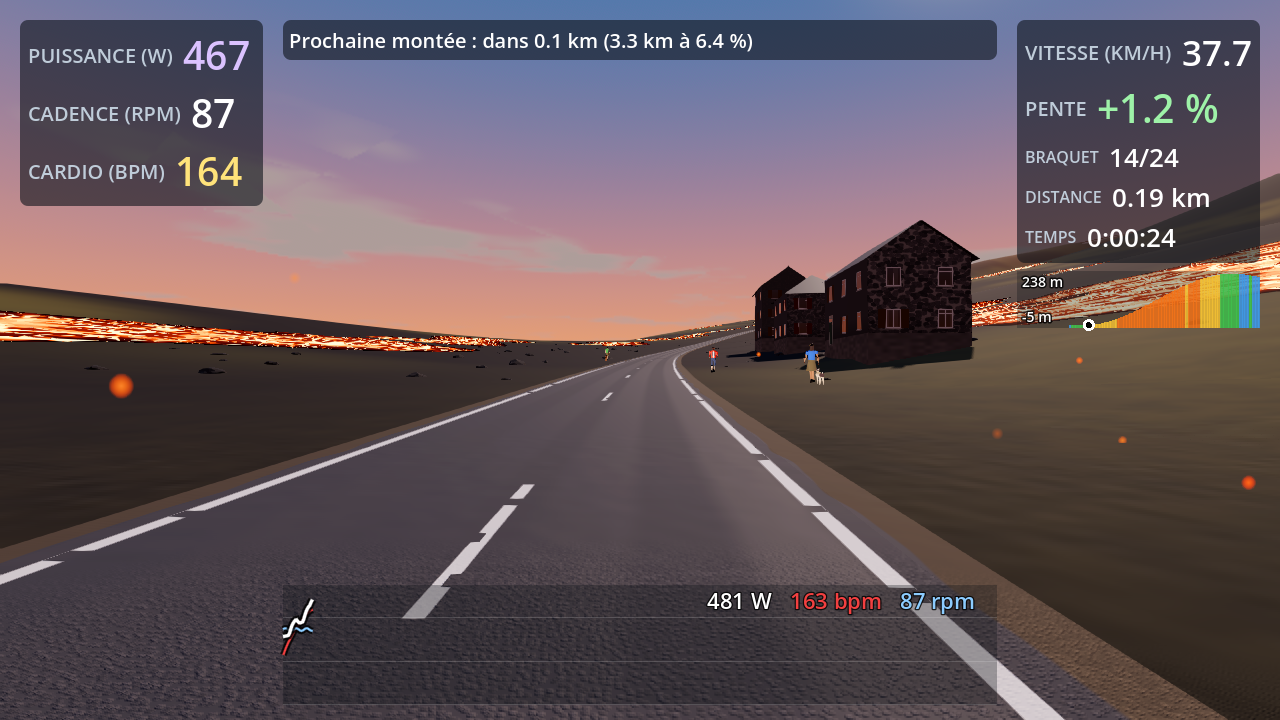 PUISSANCE (W) 467
CADENCE (RPM) 87
CARDIO (BPM) 164
Prochaine montée : dans 0.1 km (3.3 km à 6.4 %)
VITESSE (KM/H) 37.7
PENTE +1.2 %
BRAQUET 14/24
DISTANCE 0.19 km
TEMPS 0:00:24
238 m
-5 m
481 W 163 bpm 87 rpm